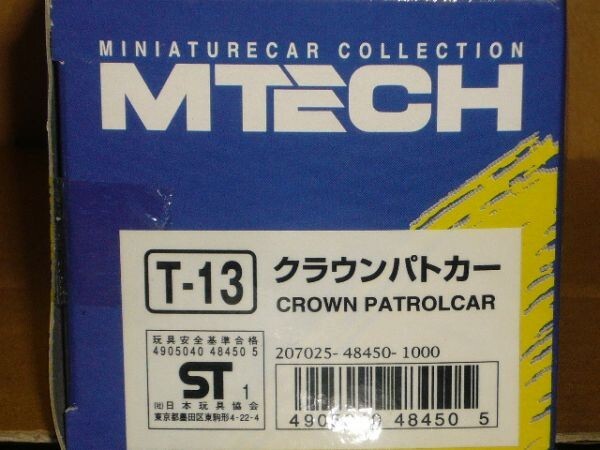 MINIATURECAR COLLECTION
MTECH
T-13
クラウンパトカー
CROWN PATROLCAR
玩具安全基準合格
4905040 48450 5
ST 1
(社)日本玩具協会
東京都墨田区東駒形4-22-4
207025-48450-1000
4905040 48450 5